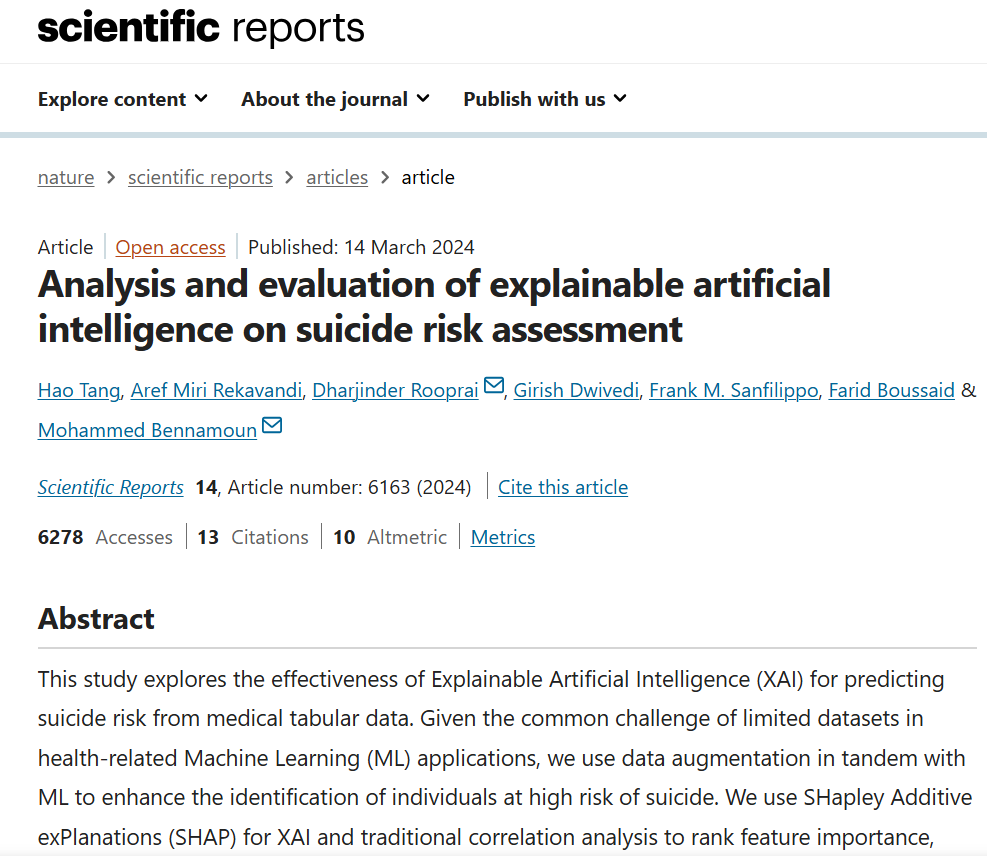 scientific reports
Explore content About the journal Publish with us
nature > scientific reports > articles > article
Article Open access Published: 14 March 2024
Analysis and evaluation of explainable artificial
intelligence on suicide risk assessment
Hao Tang, Aref Miri Rekavandi, Dharjinder Rooprai, Girish Dwivedi, Frank M. Sanfilippo, Farid Boussaid &
Mohammed Bennamoun
Scientific Reports 14, Article number: 6163 (2024) Cite this article
6278 Accesses 13 Citations 10 Altmetric Metrics
Abstract
This study explores the effectiveness of Explainable Artificial Intelligence (XAI) for predicting
suicide risk from medical tabular data. Given the common challenge of limited datasets in
health-related Machine Learning (ML) applications, we use data augmentation in tandem with
ML to enhance the identification of individuals at high risk of suicide. We use SHapley Additive
exPlanations (SHAP) for XAI and traditional correlation analysis to rank feature importance,